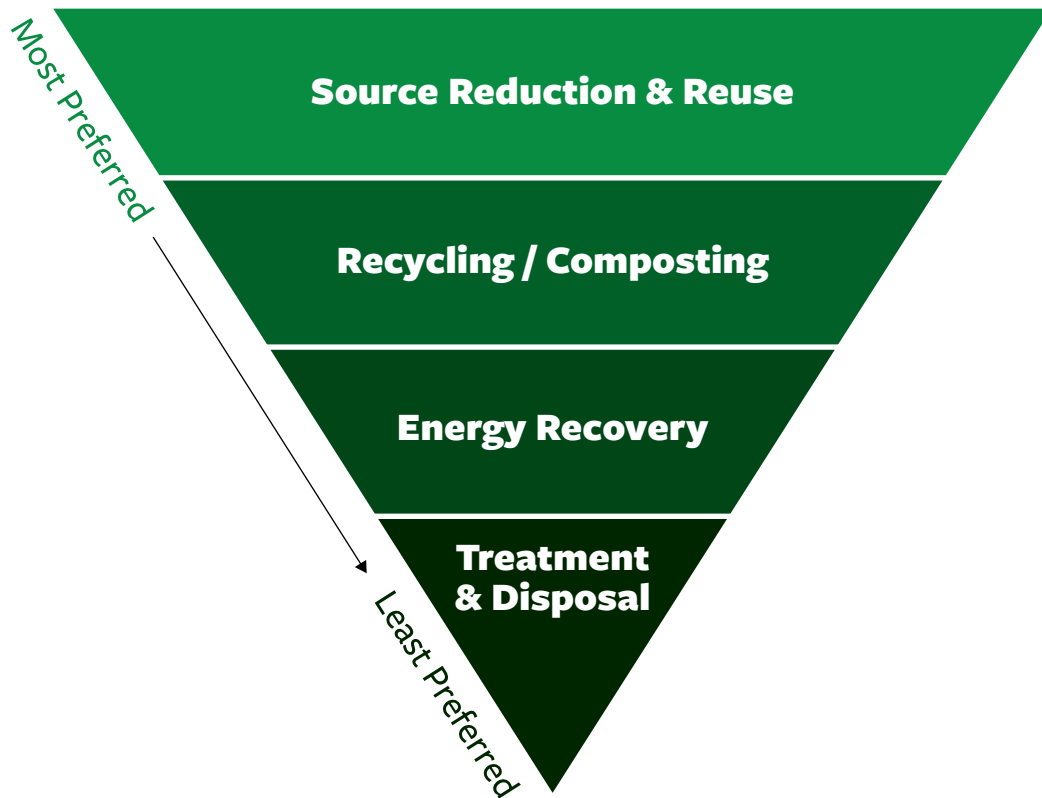 Most Preferred
Source Reduction & Reuse
Recycling / Composting
Energy Recovery
Treatment
& Disposal
Least Preferred